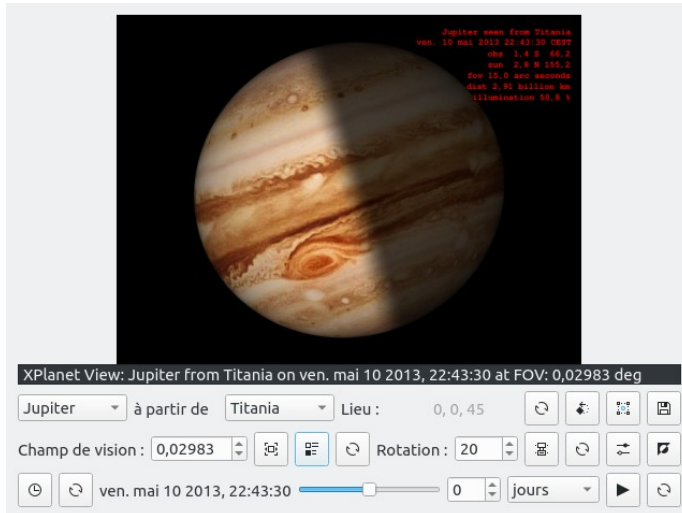 Jupiter seen from Titania
ven. 10 mai 2013 22:43:30 CEST
obs 1,4 S 66,2
sun 2,8 N 155,2
fov 15,0 arc seconds
dist 2,91 billion km
illumination 50,8 %
XPlanet View: Jupiter from Titania on ven. mai 10 2013, 22:43:30 at FOV: 0,02983 deg
Jupiter à partir de Titania Lieu : 0, 0, 45
Champ de vision : 0,02983 Rotation : 20
ven. mai 10 2013, 22:43:30 0 jours